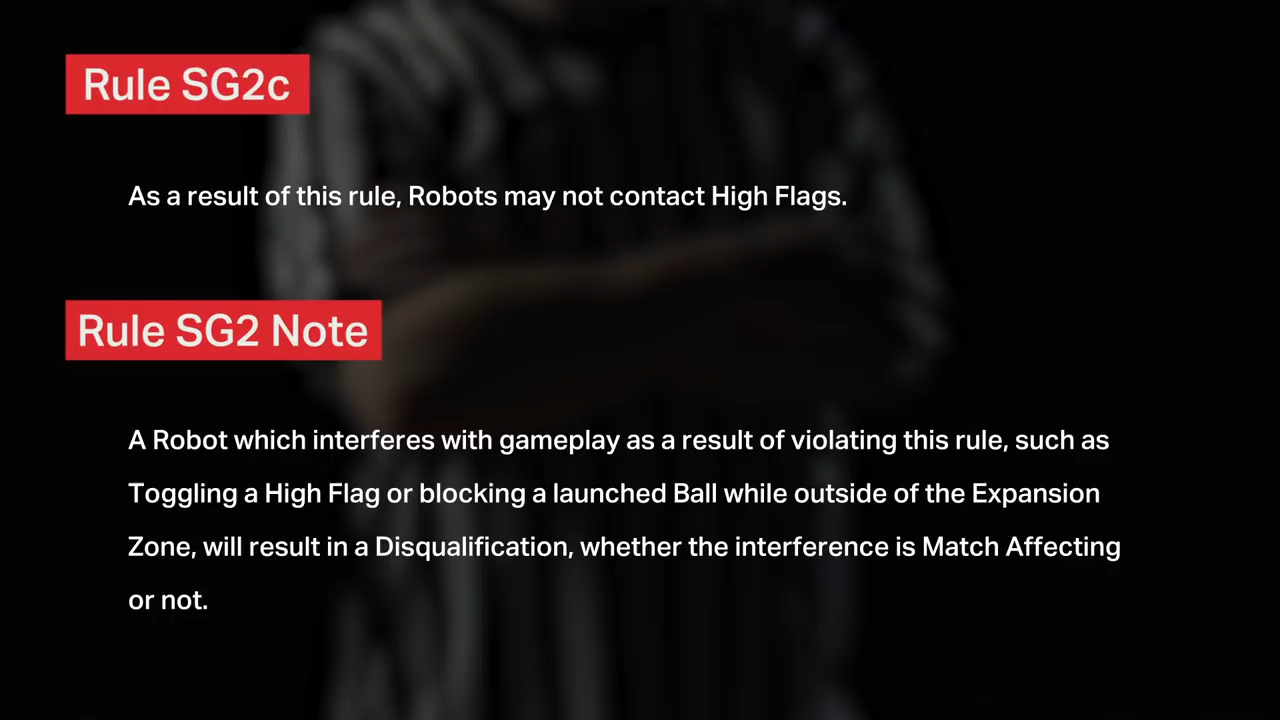 Rule SG2c
As a result of this rule, Robots may not contact High Flags.
Rule SG2 Note
A Robot which interferes with gameplay as a result of violating this rule, such as
Toggling a High Flag or blocking a launched Ball while outside of the Expansion
Zone, will result in a Disqualification, whether the interference is Match Affecting
or not.